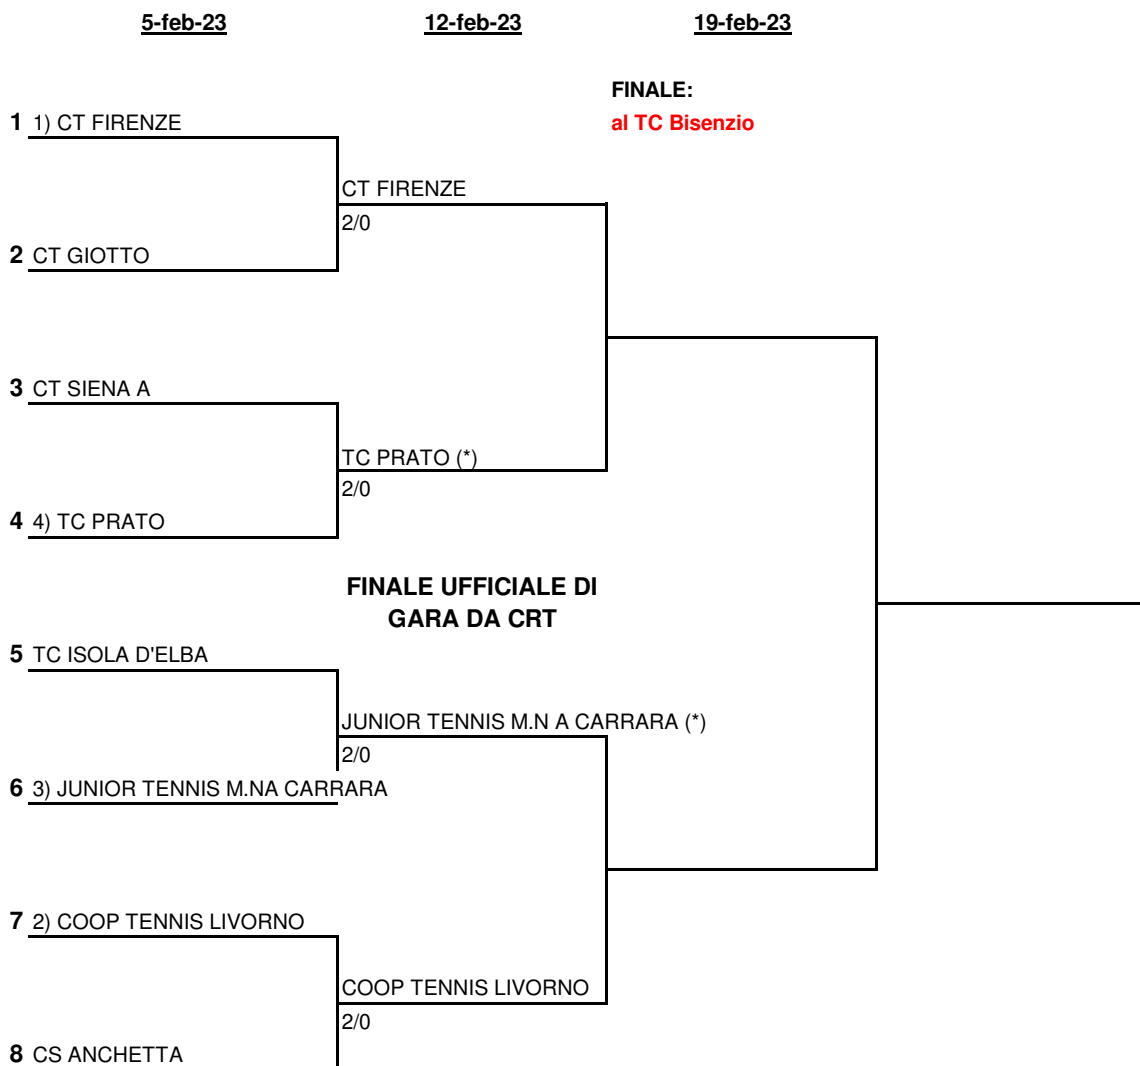 5-feb-23 12-feb-23 19-feb-23
FINALE:
1 1) CT FIRENZE
al TC Bisenzio
CT FIRENZE
2/0
2 CT GIOTTO
3 CT SIENA A
TC PRATO (*)
2/0
4 4) TC PRATO
FINALE UFFICIALE DI
GARA DA CRT
5 TC ISOLA D'ELBA
JUNIOR TENNIS M.N A CARRARA (*)
2/0
6 3) JUNIOR TENNIS M.NA CARRARA
7 2) COOP TENNIS LIVORNO
COOP TENNIS LIVORNO
2/0
8 CS ANCHETTA